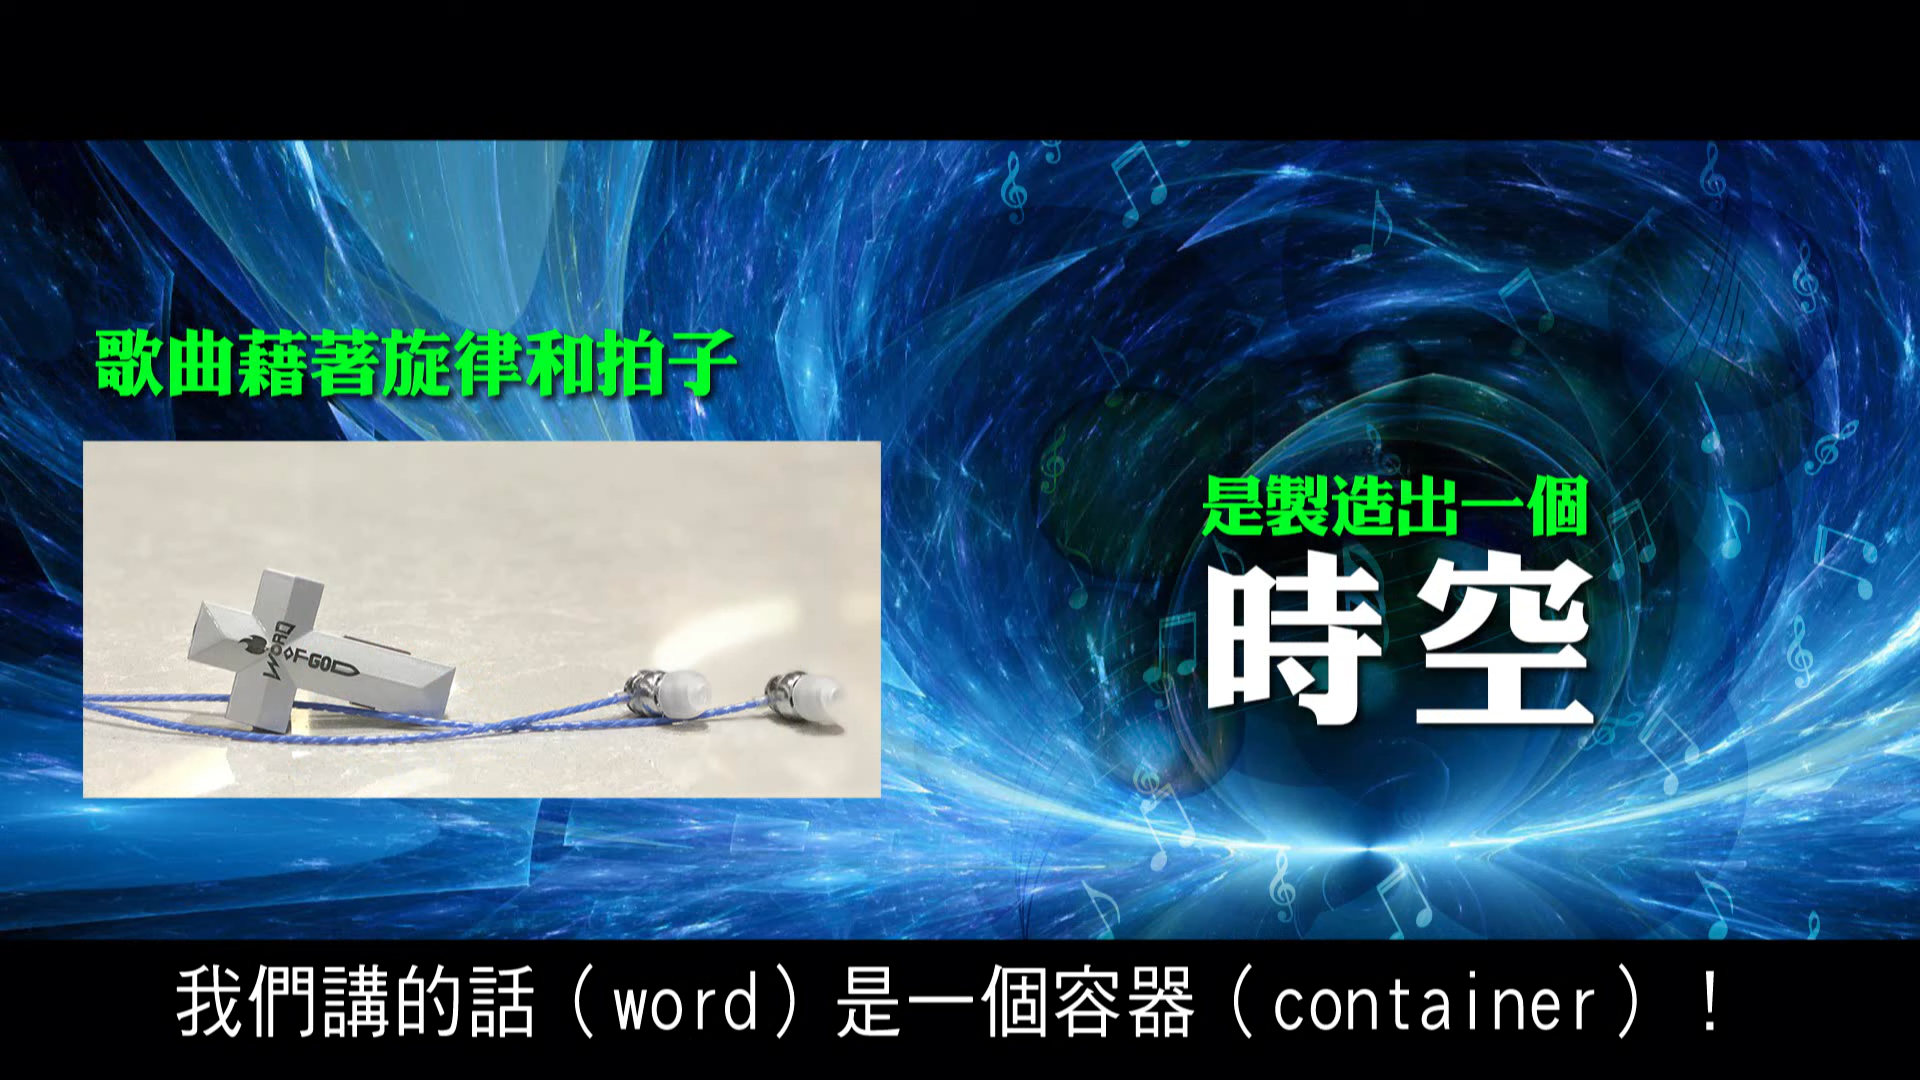 歌曲藉著旋律和拍子
WORD
OF GOD
是製造出一個
時空
我們講的話（word）是一個容器（container）！